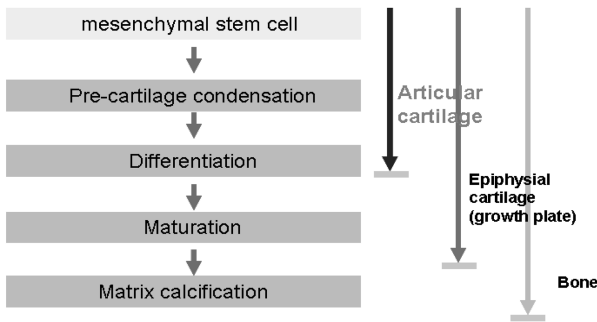 mesenchymal stem cell
Pre-cartilage condensation
Differentiation
Maturation
Matrix calcification
Articular
cartilage
Epiphysial
cartilage
(growth plate)
Bone